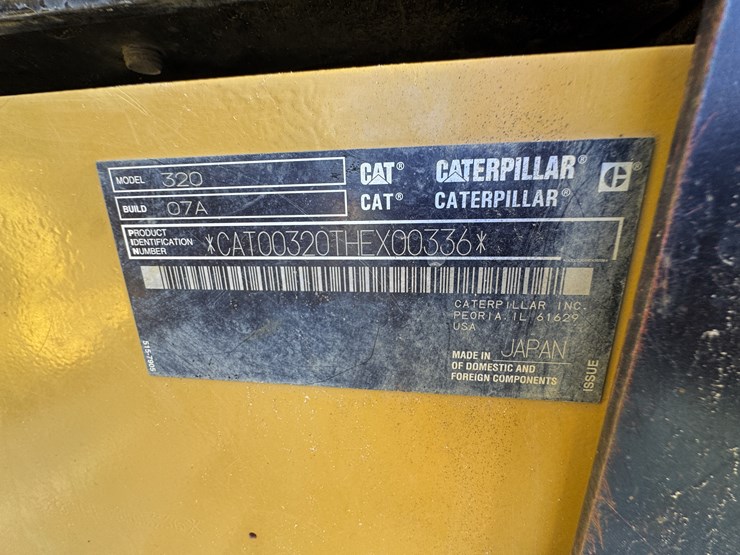 MODEL 320
CAT® CATERPILLAR®
BUILD 07A
CAT® CATERPILLAR®
PRODUCT
IDENTIFICATION
NUMBER
*CAT00320THEX00336*
CATERPILLAR INC.
PEORIA, IL 61629
USA
MADE IN JAPAN
OF DOMESTIC AND
FOREIGN COMPONENTS
ISSUE